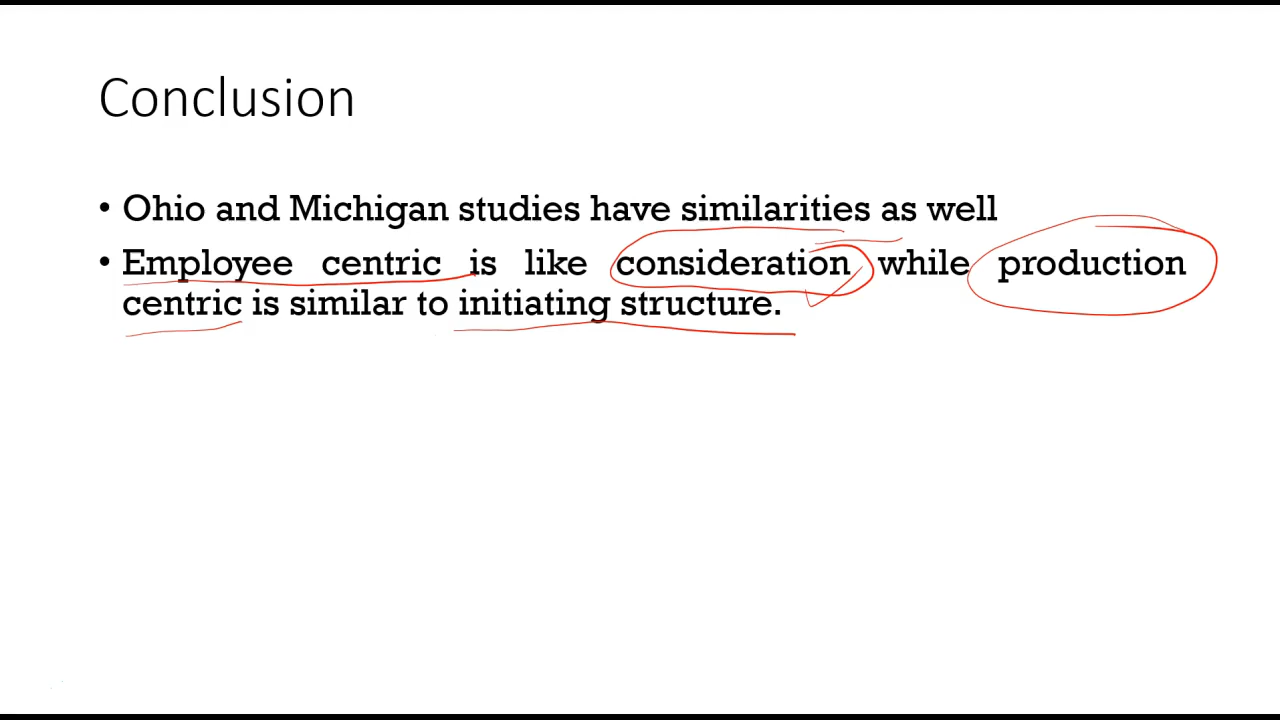 Conclusion
• Ohio and Michigan studies have similarities as well
• Employee centric is like consideration while production
centric is similar to initiating structure.